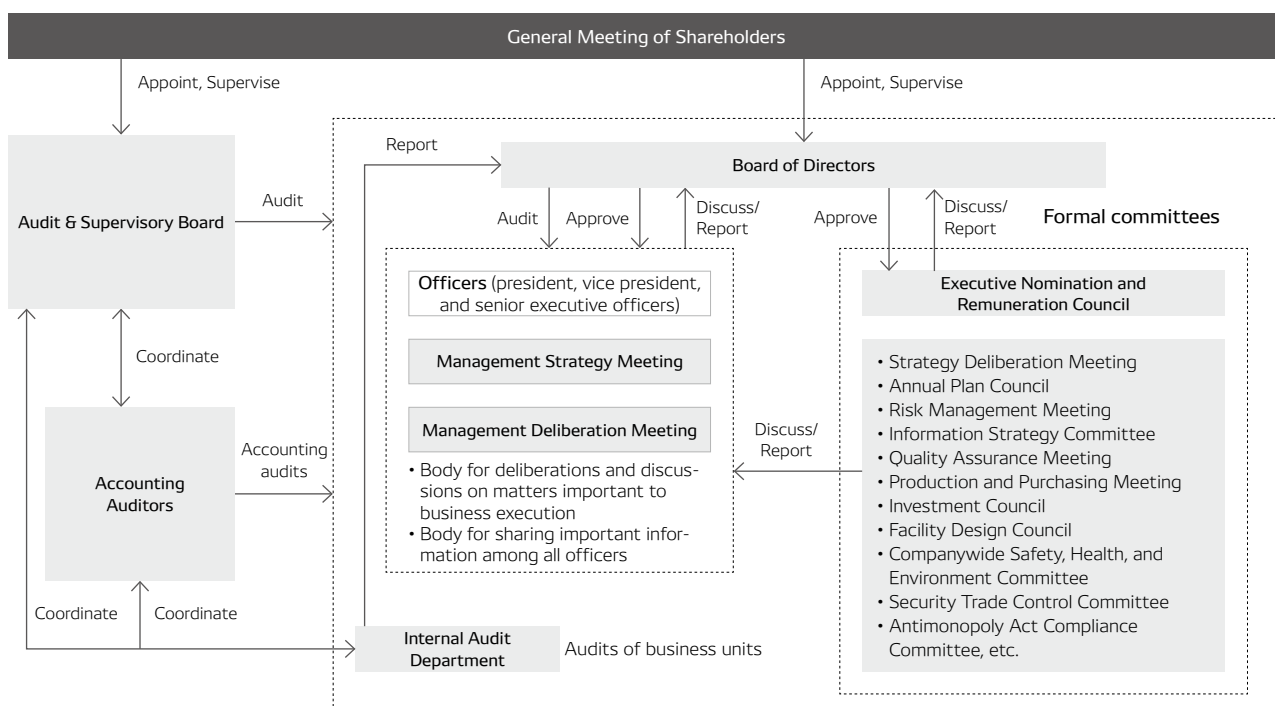 General Meeting of Shareholders
Appoint, Supervise
Appoint, Supervise
Report
Board of Directors
Audit & Supervisory Board
Audit
Audit
Approve
Discuss/
Report
Approve
Discuss/
Report
Formal committees
Officers (president, vice president,
and senior executive officers)
Management Strategy Meeting
Management Deliberation Meeting
• Body for deliberations and discus-
sions on matters important to
business execution
• Body for sharing important infor-
mation among all officers
Executive Nomination and
Remuneration Council
• Strategy Deliberation Meeting
• Annual Plan Council
• Risk Management Meeting
• Information Strategy Committee
• Quality Assurance Meeting
• Production and Purchasing Meeting
• Investment Council
• Facility Design Council
• Companywide Safety, Health, and
Environment Committee
• Security Trade Control Committee
• Antimonopoly Act Compliance
Committee, etc.
Discuss/
Report
Coordinate
Accounting
Auditors
Accounting
audits
Coordinate
Coordinate
Internal Audit
Department
Audits of business units